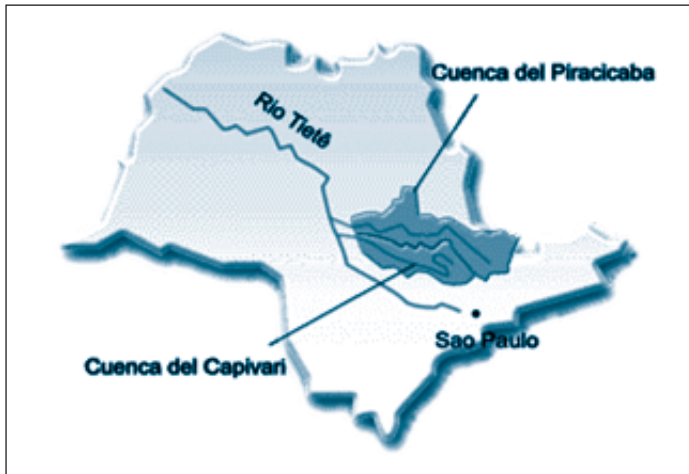 Cuenca del Piracicaba
Rio Tietê
Sao Paulo
Cuenca del Capivari